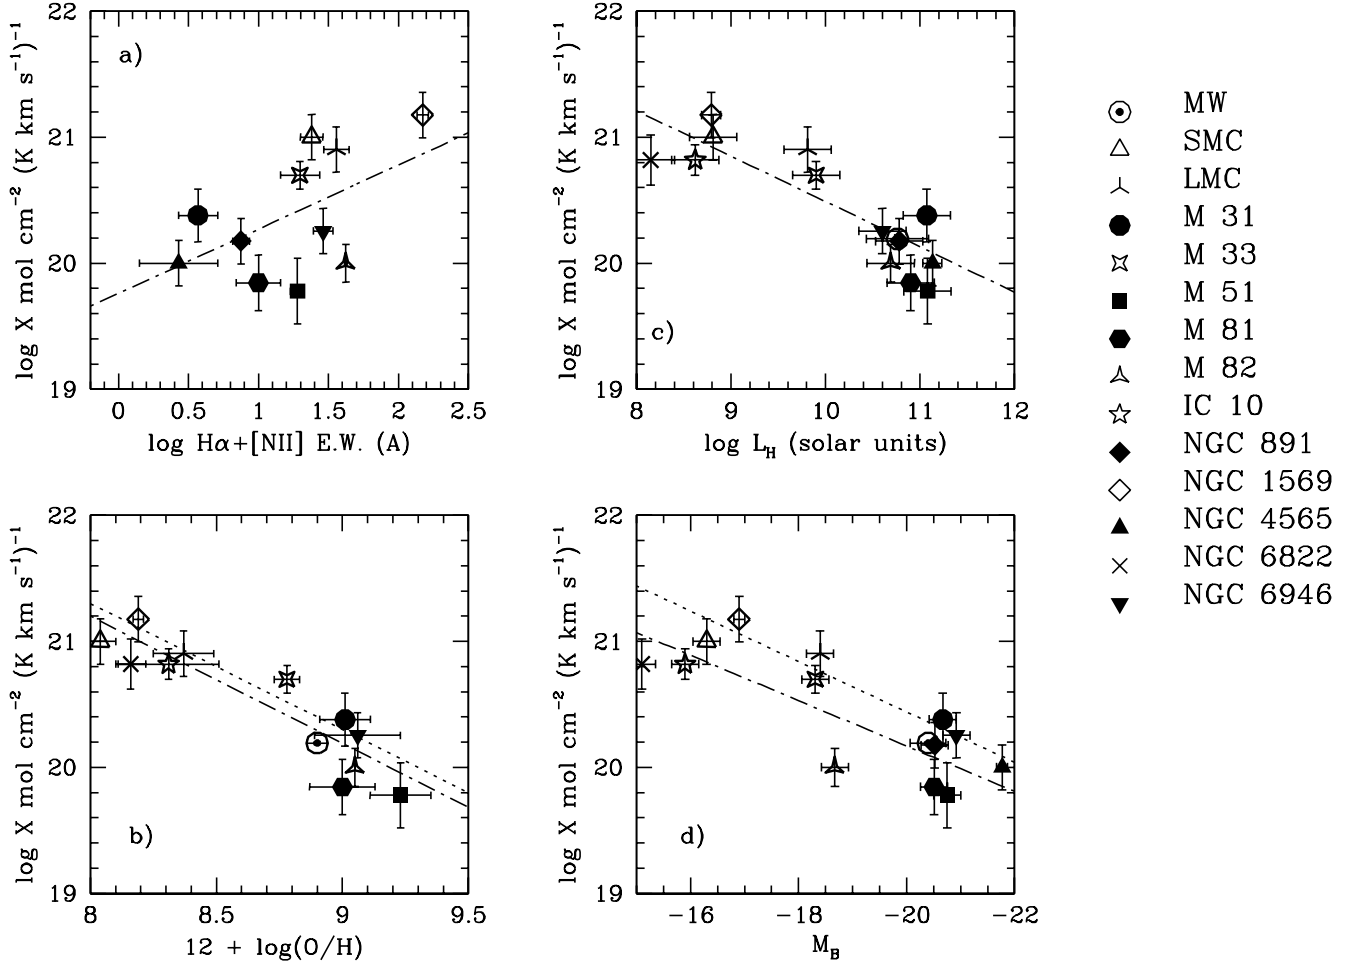 a)
22
21
20
19
log X mol cm⁻² (K km s⁻¹)⁻¹
0 0.5 1 1.5 2 2.5
log Hα+[NII] E.W. (A)
c)
22
21
20
19
log X mol cm⁻² (K km s⁻¹)⁻¹
8 9 10 11 12
log L_H (solar units)
b)
22
21
20
19
log X mol cm⁻² (K km s⁻¹)⁻¹
8 8.5 9 9.5
12 + log(O/H)
d)
22
21
20
19
log X mol cm⁻² (K km s⁻¹)⁻¹
-16 -18 -20 -22
M_B
MW
SMC
LMC
M 31
M 33
M 51
M 81
M 82
IC 10
NGC 891
NGC 1569
NGC 4565
NGC 6822
NGC 6946